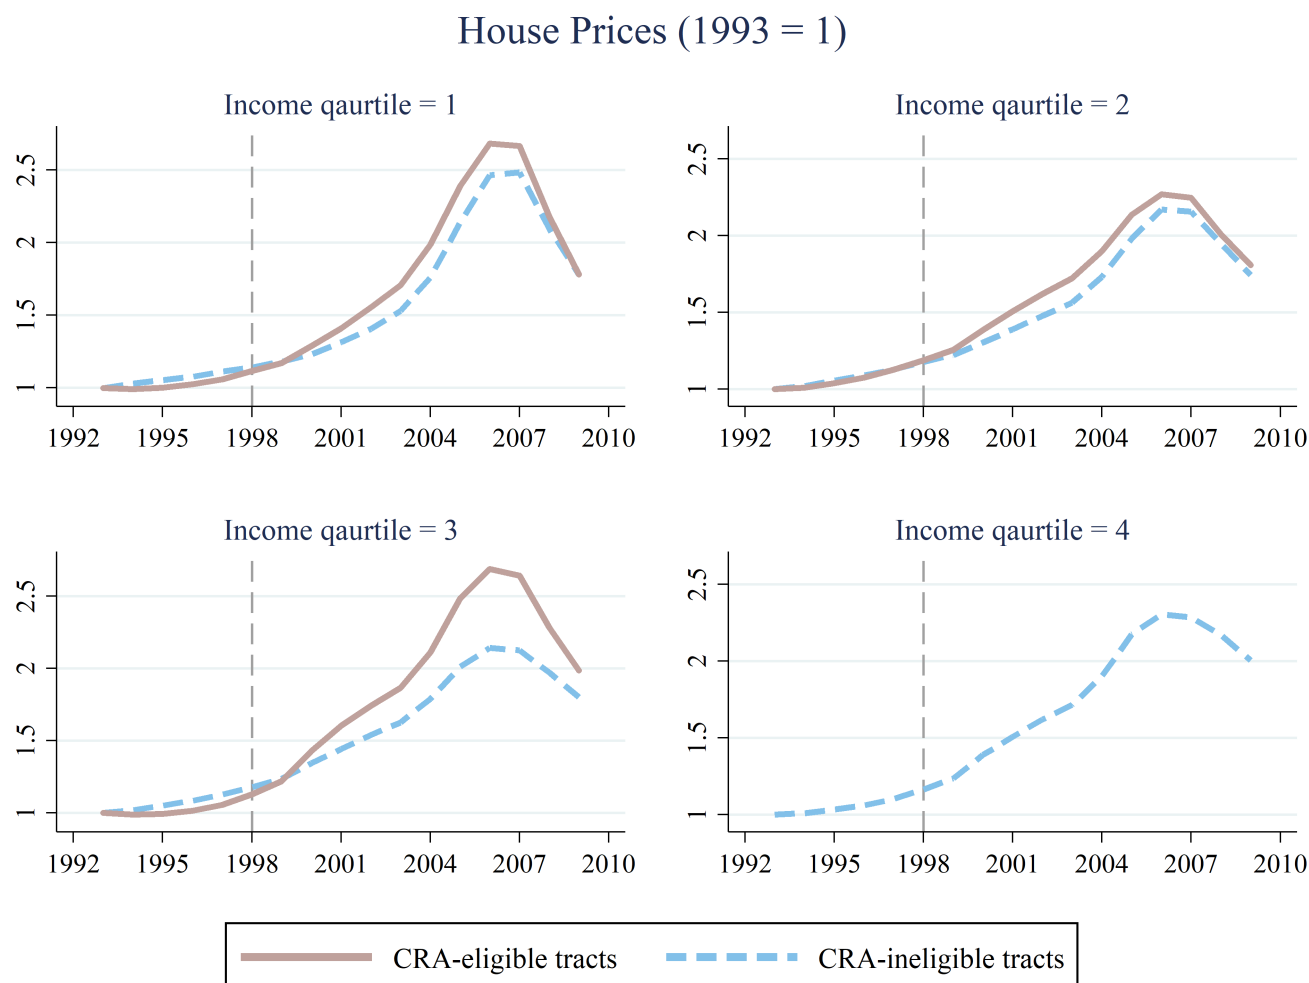 House Prices (1993 = 1)
Income qaurtile = 1
2.5
2
1.5
1
1992 1995 1998 2001 2004 2007 2010
Income qaurtile = 2
2.5
2
1.5
1
1992 1995 1998 2001 2004 2007 2010
Income qaurtile = 3
2.5
2
1.5
1
1992 1995 1998 2001 2004 2007 2010
Income qaurtile = 4
2.5
2
1.5
1
1992 1995 1998 2001 2004 2007 2010
CRA-eligible tracts CRA-ineligible tracts